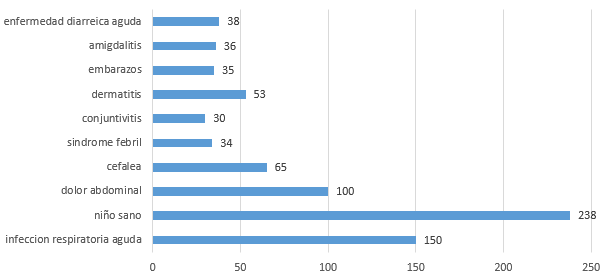 enfermedad diarreica aguda 38
amigdalitis 36
embarazos 35
dermatitis 53
conjuntivitis 30
sindrome febril 34
cefalea 65
dolor abdominal 100
niño sano 238
infeccion respiratoria aguda 150
0 50 100 150 200 250